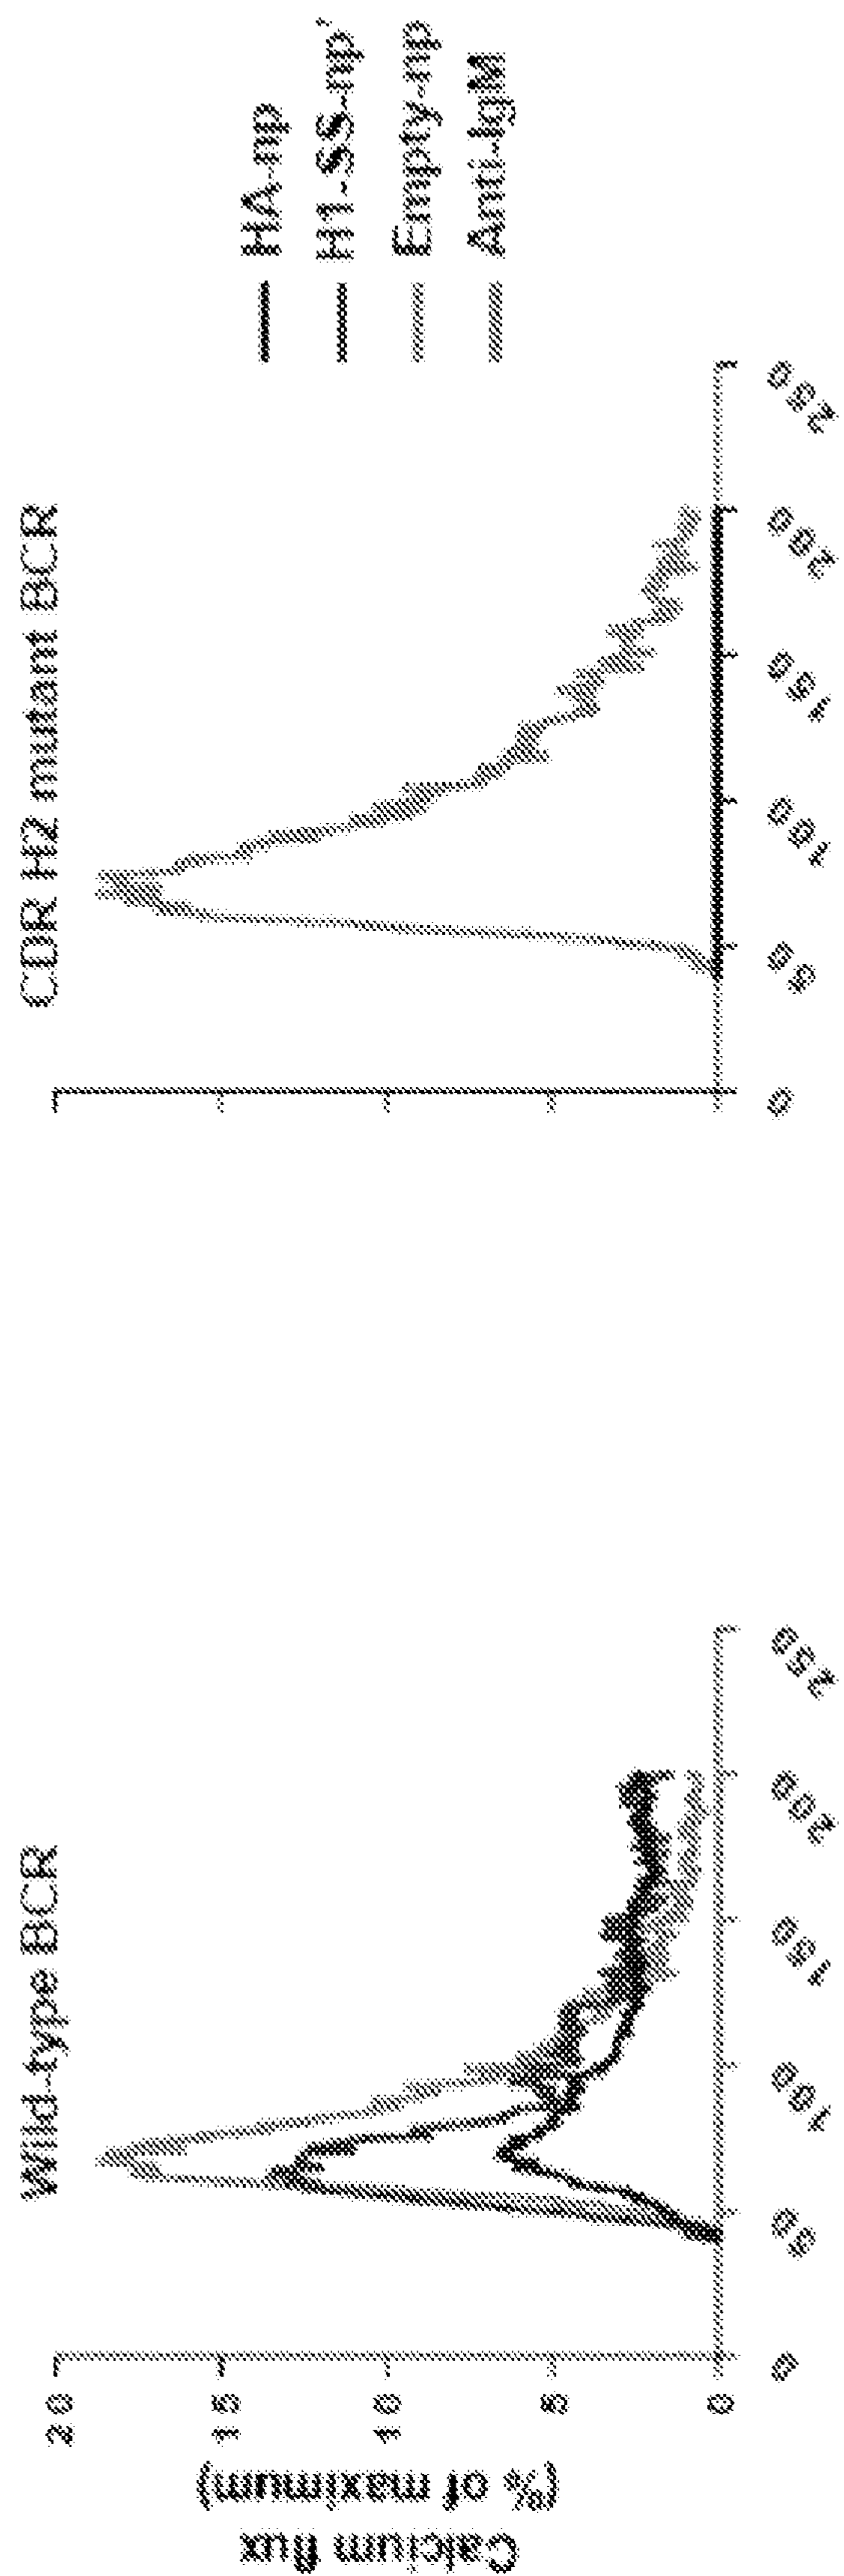 Wild-type BCR
CDR H2 mutant BCR
Calcium flux
(% of maximum)
20
15
10
5
0
0
50
100
150
200
250
0
50
100
150
200
250
HA-np
H1-SS-np'
Empty-np
Anti-IgM